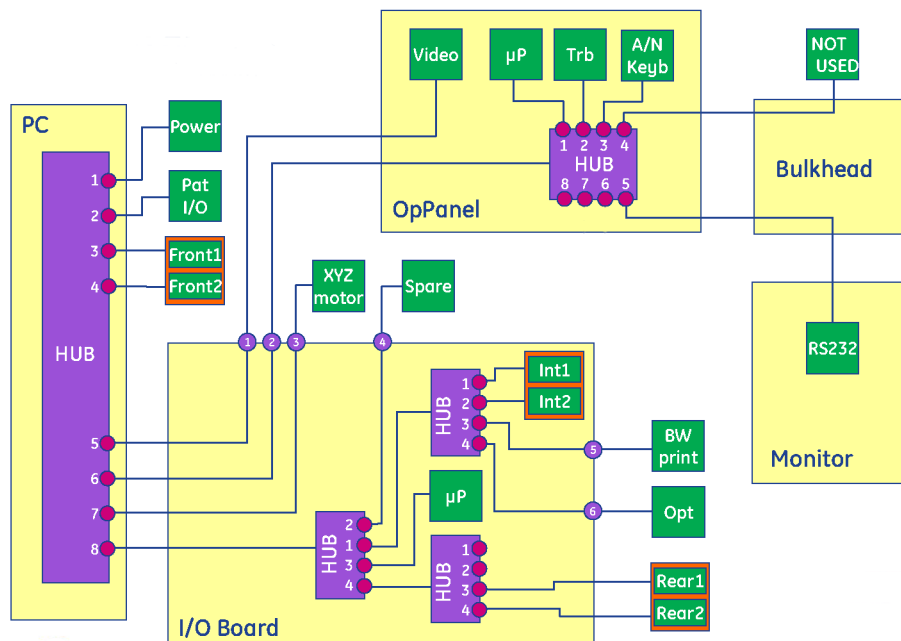 Video
µP
Trb
A/N
Keyb
NOT
USED
PC
Power
1
2
3
4
HUB
8
7
6
5
OpPanel
Bulkhead
1
Pat
I/O
2
3
Front1
4
Front2
XYZ
motor
Spare
HUB
1
2
3
4
RS232
Int1
Int2
HUB
1
2
3
4
5
BW
print
Monitor
5
6
7
8
µP
6
Opt
HUB
2
1
3
4
HUB
1
2
3
4
Rear1
Rear2
I/O Board